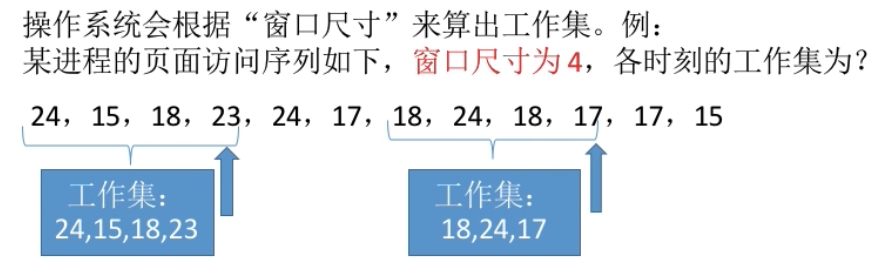 操作系统会根据“窗口尺寸”来算出工作集。例：
某进程的页面访问序列如下，窗口尺寸为 4，各时刻的工作集为？
24，15，18，23，24，17，18，24，18，17，17，15
工作集：
24,15,18,23
工作集：
18,24,17